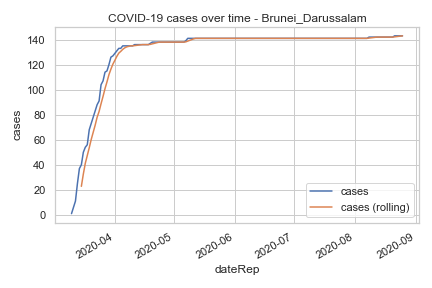 COVID-19 cases over time - Brunei_Darussalam
140
120
100
80
60
40
20
0
cases
cases
cases (rolling)
2020-04
2020-05
2020-06
2020-07
2020-08
2020-09
dateRep